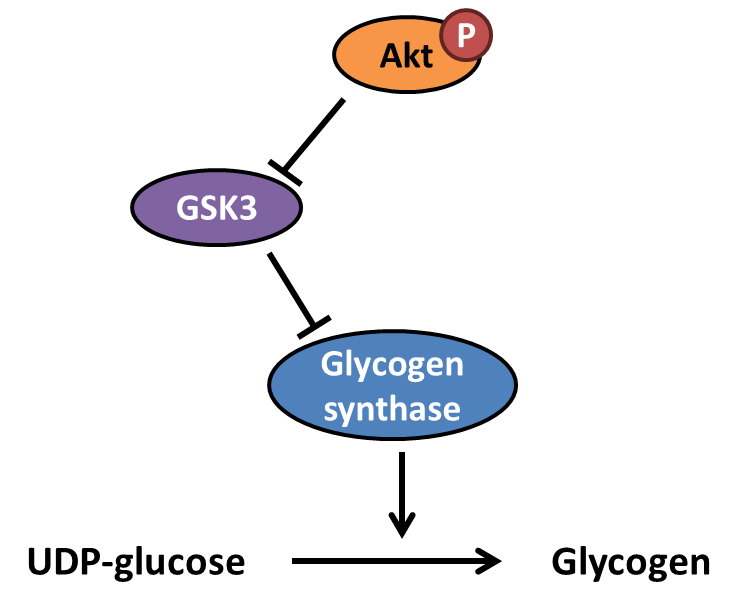 Akt
P
GSK3
Glycogen
synthase
UDP-glucose
Glycogen